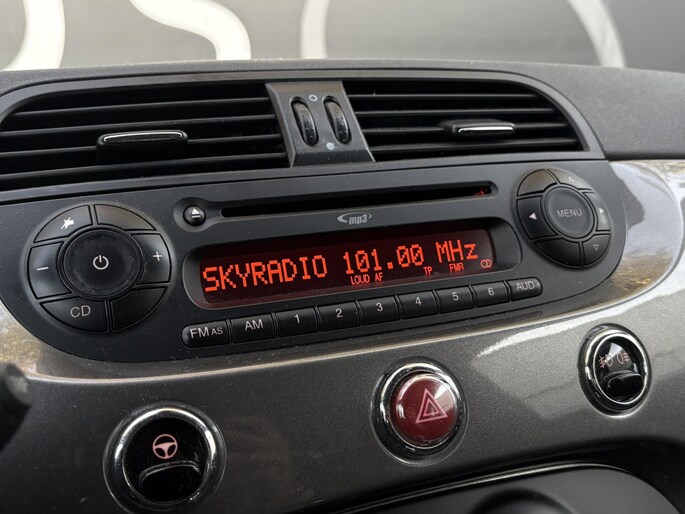 mp3
SKYRADIO 101.00 MHz
LOUD AF TP FMR CD
MENU
CD
FM AS AM 1 2 3 4 5 6 AUD